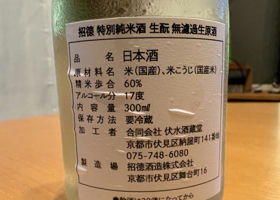 招德 特別純米酒 生酛 無濾過生原酒
品名 日本酒
原材料名 米(国産)、米こうじ(国産米)
精米歩合 60%
アルコール分 17度
内容量 300ml
保存方法 要冷蔵
加工者 合同会社 伏水酒蔵堂
京都市伏見区納屋町141番地
075-748-6080
製造場 招德酒造株式会社
京都市伏見区舞台町16